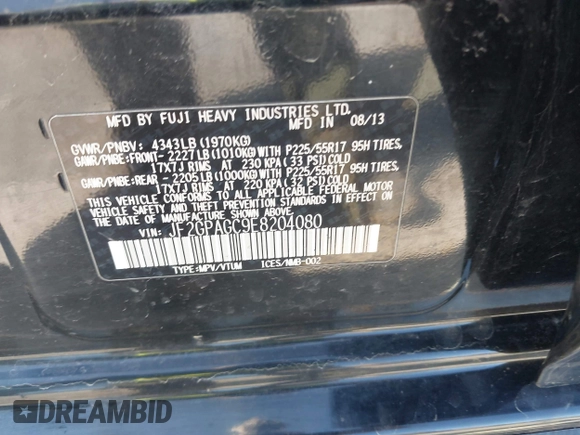 MFD BY FUJI HEAVY INDUSTRIES LTD.
MFD IN 08/13
GVWR/PNBV: 4343LB (1970KG)
GAWR/PNBE:FRONT- 2227LB (1010KG)WITH P225/55R17 95H TIRES,
17X7J RIMS AT 230 KPA (33 PSI)COLD
GAWR/PNBE:REAR - 2205LB (1000KG)WITH P225/55R17 95H TIRES,
17X7J RIMS AT 220 KPA (32 PSI)COLD
THIS VEHICLE CONFORMS TO ALL APPLICABLE FEDERAL MOTOR
VEHICLE SAFETY AND THEFT PREVENTION STANDARDS IN EFFECT ON
THE DATE OF MANUFACTURE SHOWN ABOVE.
VIN: JF2GPAGC9E8204080
TYPE:MPV/VTUM ICES/NMB-002
DREAMBID